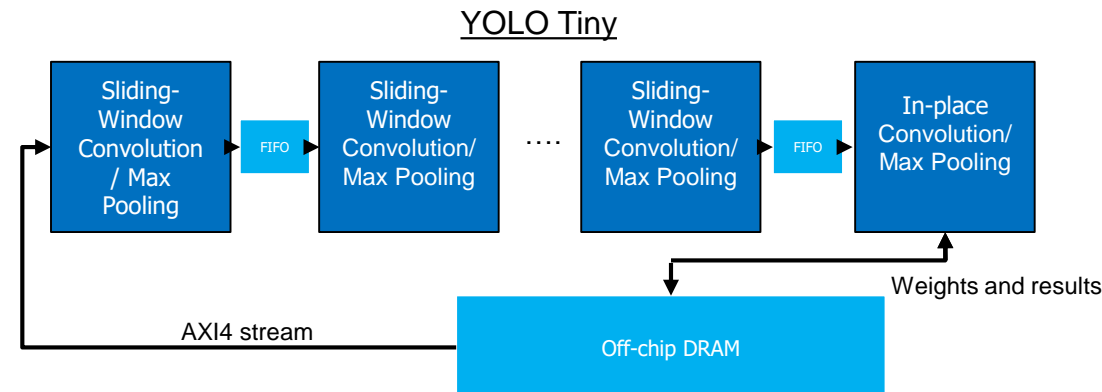 YOLO Tiny
Sliding-
Window
Convolution
/ Max
Pooling
FIFO
Sliding-
Window
Convolution/
Max Pooling
....
Sliding-
Window
Convolution/
Max Pooling
FIFO
In-place
Convolution/
Max Pooling
Weights and results
AXI4 stream
Off-chip DRAM